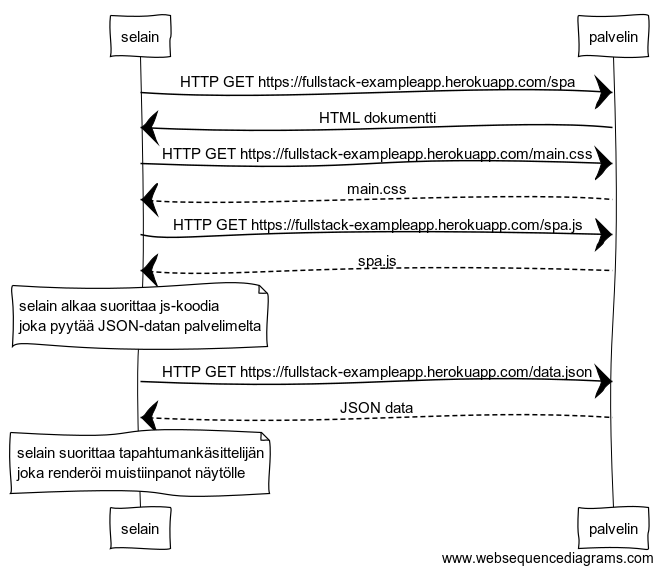 selain
palvelin
HTTP GET https://fullstack-exampleapp.herokuapp.com/spa
HTML dokumentti
HTTP GET https://fullstack-exampleapp.herokuapp.com/main.css
main.css
HTTP GET https://fullstack-exampleapp.herokuapp.com/spa.js
spa.js
selain alkaa suorittaa js-koodia
joka pyytää JSON-datan palvelimelta
HTTP GET https://fullstack-exampleapp.herokuapp.com/data.json
JSON data
selain suorittaa tapahtumankäsittelijän
joka renderöi muistiinpanot näytölle
selain
palvelin
www.websequencediagrams.com